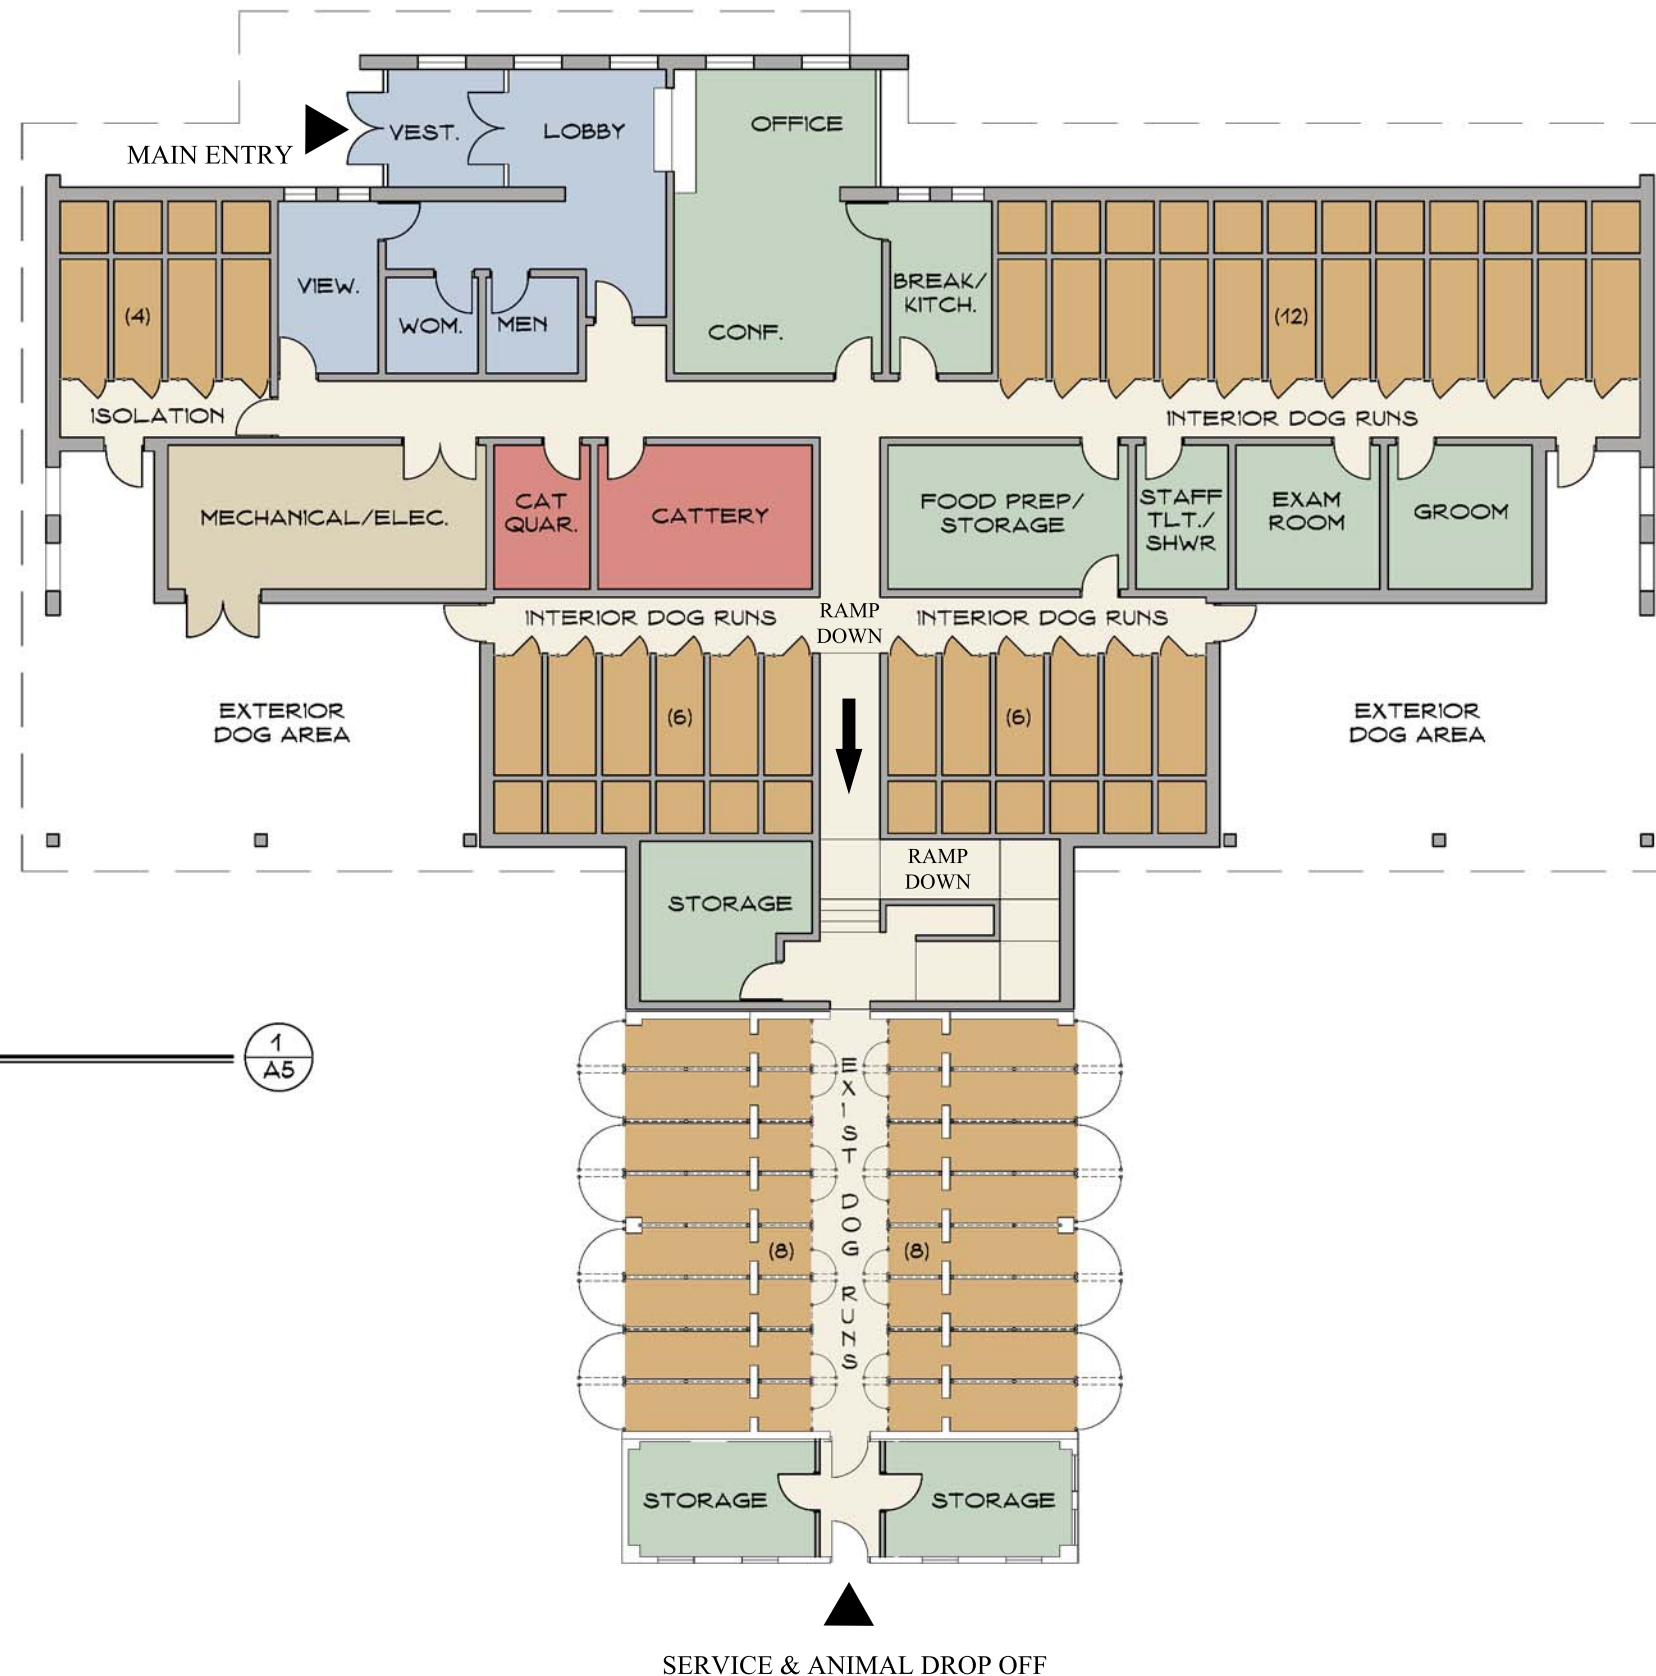 VEST.
LOBBY
OFFICE
MAIN ENTRY
VIEW.
BREAK/
KITCH.
(4)
(12)
WOM.
MEN
CONF.
ISOLATION
INTERIOR DOG RUNS
MECHANICAL/ELEC.
CAT
QUAR.
CATTERY
FOOD PREP/
STORAGE
STAFF
TLT./
SHWR
EXAM
ROOM
GROOM
INTERIOR DOG RUNS
RAMP
DOWN
INTERIOR DOG RUNS
EXTERIOR
DOG AREA
(6)
(6)
EXTERIOR
DOG AREA
RAMP
DOWN
STORAGE
1
A5
EXIST DOG RUNS
(8)
(8)
STORAGE
STORAGE
SERVICE & ANIMAL DROP OFF